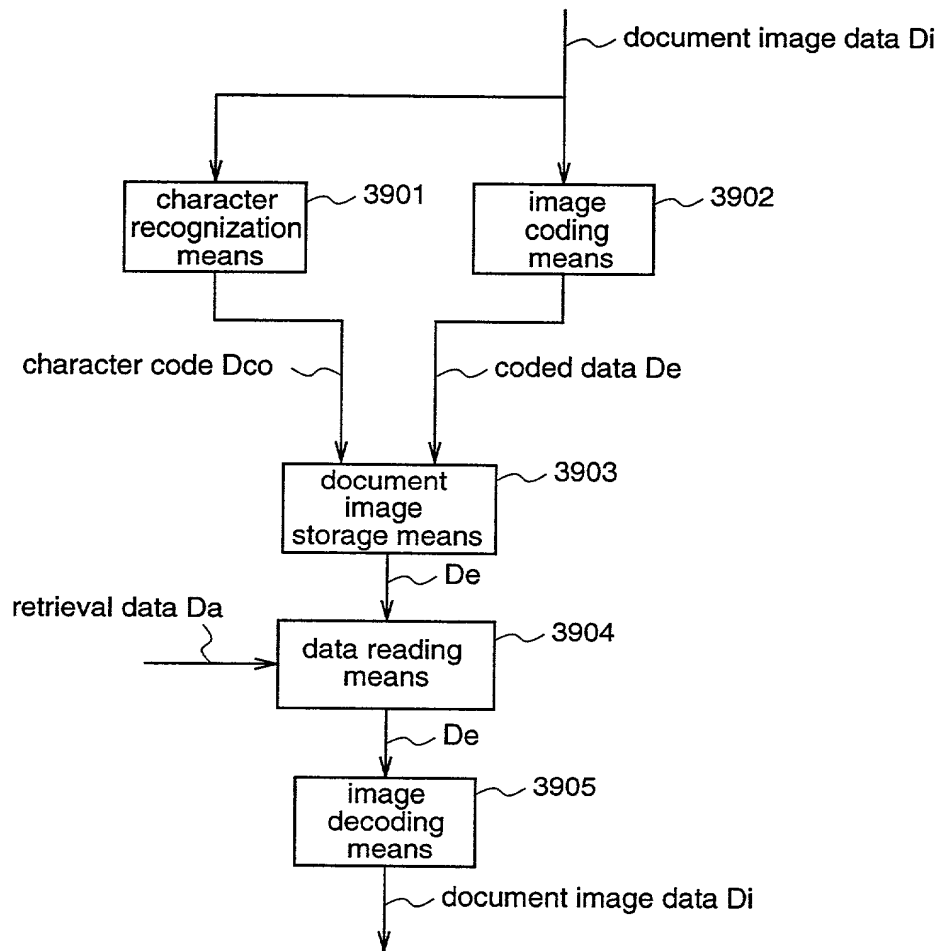 document image data Di
character
recognization
means
3901
image
coding
means
3902
character code Dco
coded data De
document
image
storage means
3903
De
retrieval data Da
data reading
means
3904
De
image
decoding
means
3905
document image data Di